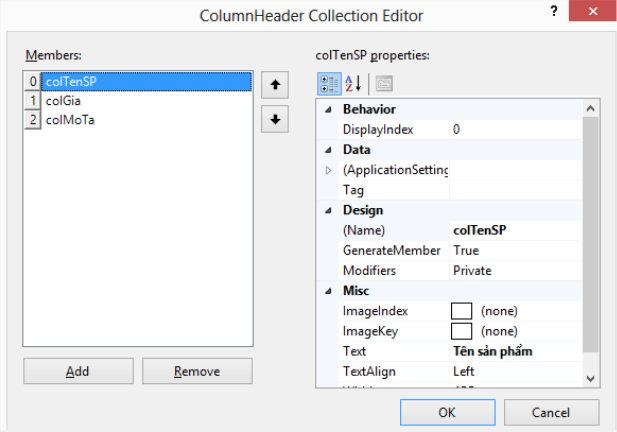 ColumnHeader Collection Editor
?
Members:
0 colTenSP
1 colGia
2 colMoTa
Add
Remove
colTenSP properties:
Behavior
DisplayIndex 0
Data
(ApplicationSetting
Tag
Design
(Name) colTenSP
GenerateMember True
Modifiers Private
Misc
ImageIndex (none)
ImageKey (none)
Text Tên sản phẩm
TextAlign Left
OK
Cancel